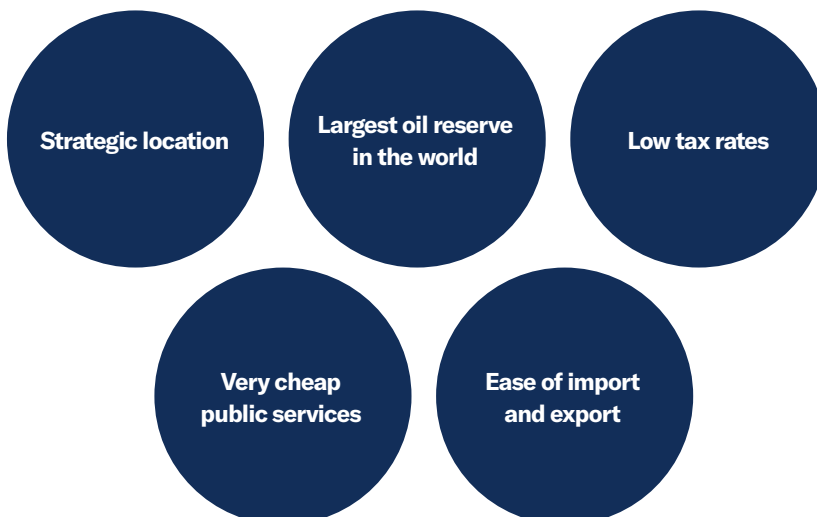 Strategic location
Largest oil reserve
in the world
Low tax rates
Very cheap
public services
Ease of import
and export